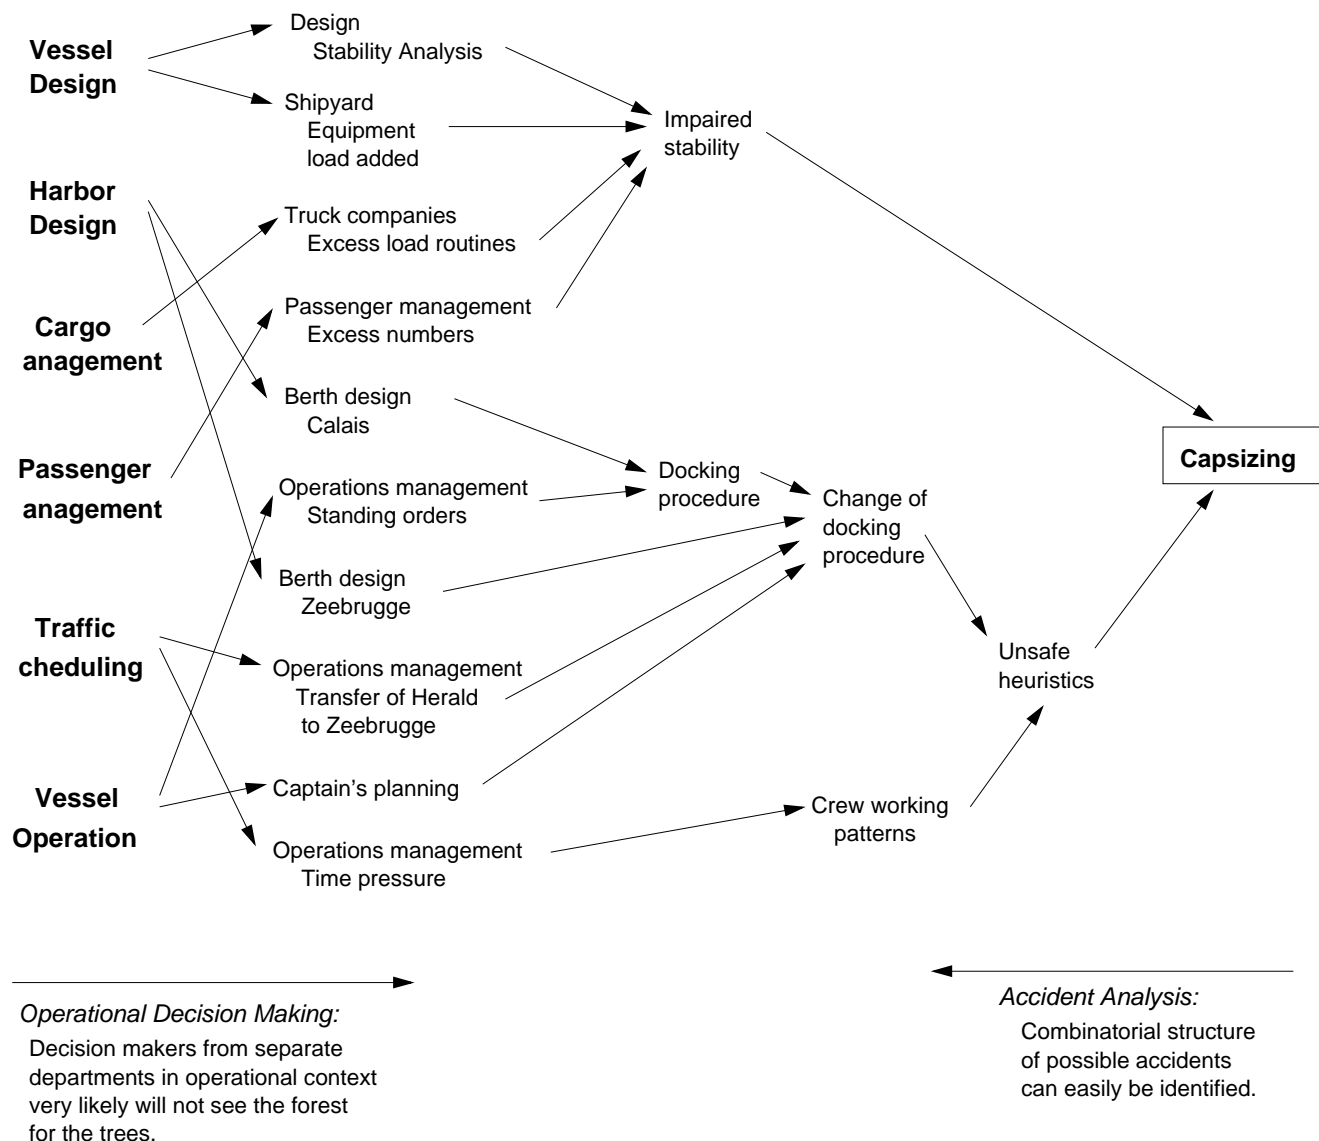 Vessel
Design
Harbor
Design
Cargo
anagement
Passenger
anagement
Traffic
cheduling
Vessel
Operation
Design
Stability Analysis
Shipyard
Equipment
load added
Truck companies
Excess load routines
Passenger management
Excess numbers
Berth design
Calais
Operations management
Standing orders
Berth design
Zeebrugge
Operations management
Transfer of Herald
to Zeebrugge
Captain's planning
Operations management
Time pressure
Impaired
stability
Docking
procedure
Change of
docking
procedure
Crew working
patterns
Unsafe
heuristics
Capsizing
Operational Decision Making:
Decision makers from separate
departments in operational context
very likely will not see the forest
for the trees.
Accident Analysis:
Combinatorial structure
of possible accidents
can easily be identified.